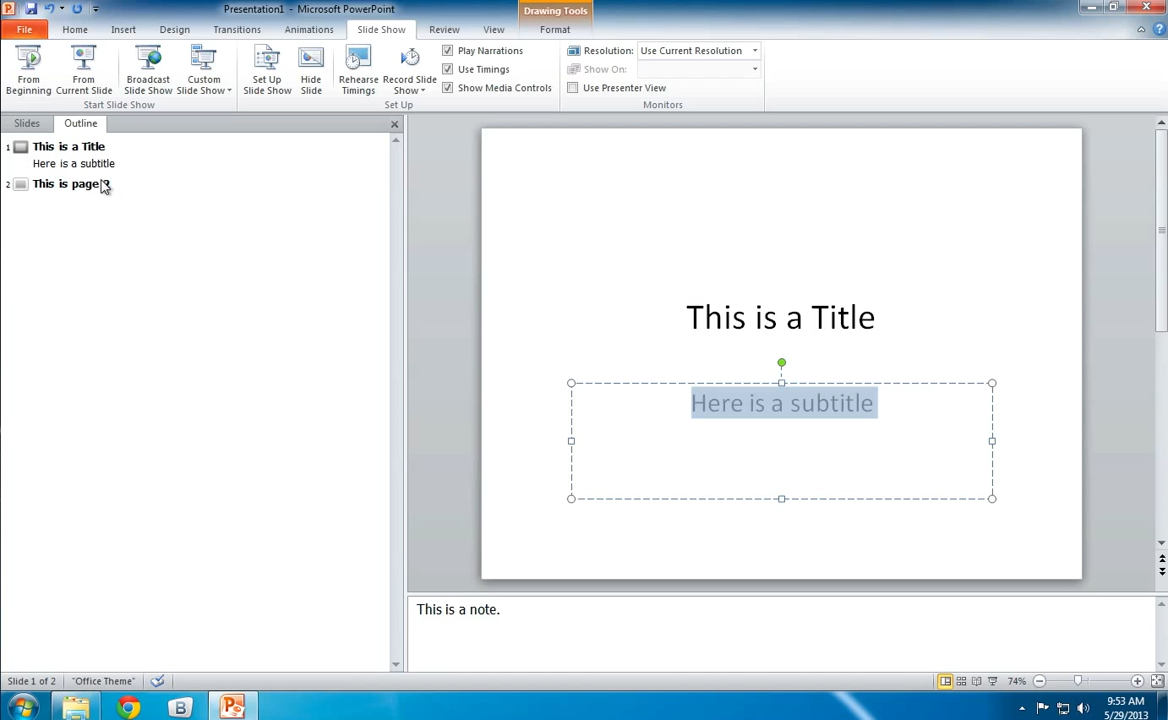 Presentation1 - Microsoft PowerPoint
Drawing Tools
File Home Insert Design Transitions Animations Slide Show Review View Format
From Beginning
From Current Slide
Broadcast Slide Show
Custom Slide Show
Set Up Slide Show
Hide Slide
Rehearse Timings
Record Slide Show
Play Narrations
Use Timings
Show Media Controls
Resolution: Use Current Resolution
Show On:
Use Presenter View
Start Slide Show
Set Up
Monitors
Slides Outline
1 This is a Title
Here is a subtitle
2 This is page
This is a Title
Here is a subtitle
This is a note.
Slide 1 of 2 "Office Theme" 74%
9:53 AM
5/29/2013